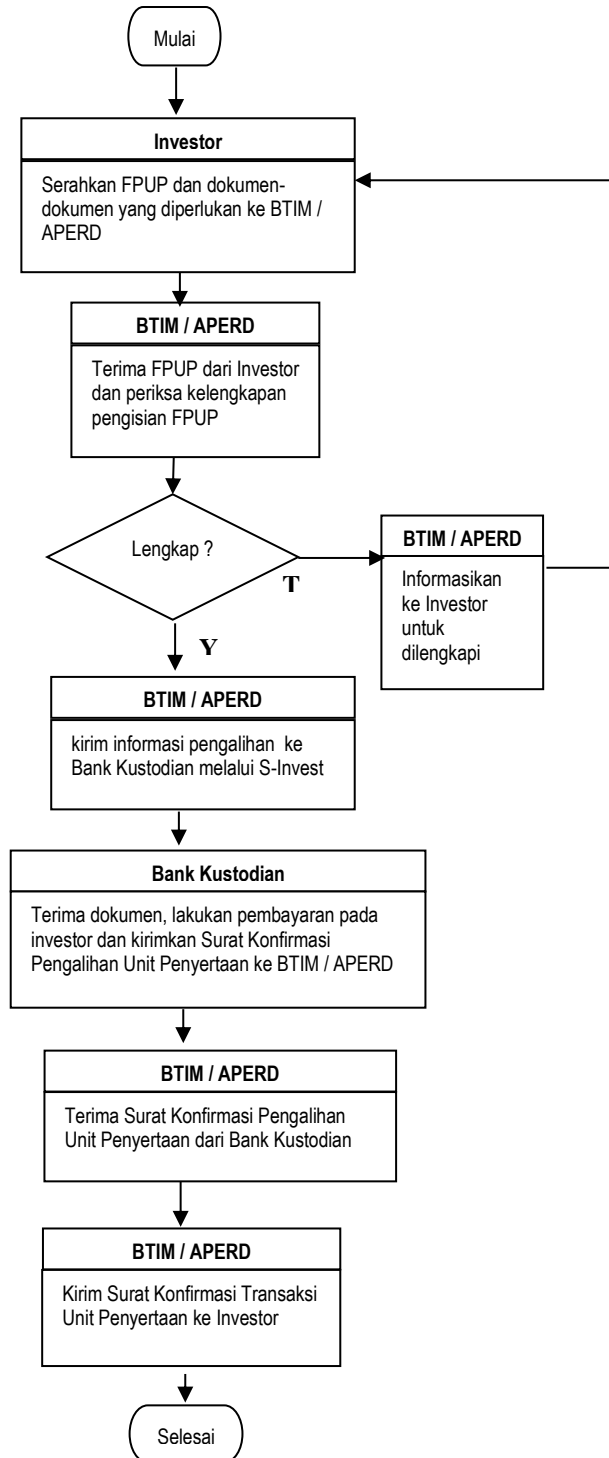 Mulai
Investor
Serahkan FPUP dan dokumen-
dokumen yang diperlukan ke BTIM /
APERD
BTIM / APERD
Terima FPUP dari Investor
dan periksa kelengkapan
pengisian FPUP
Lengkap ?
T
BTIM / APERD
Informasikan
ke Investor
untuk
dilengkapi
Y
BTIM / APERD
kirim informasi pengalihan ke
Bank Kustodian melalui S-Invest
Bank Kustodian
Terima dokumen, lakukan pembayaran pada
investor dan kirimkan Surat Konfirmasi
Pengalihan Unit Penyertaan ke BTIM / APERD
BTIM / APERD
Terima Surat Konfirmasi Pengalihan
Unit Penyertaan dari Bank Kustodian
BTIM / APERD
Kirim Surat Konfirmasi Transaksi
Unit Penyertaan ke Investor
Selesai